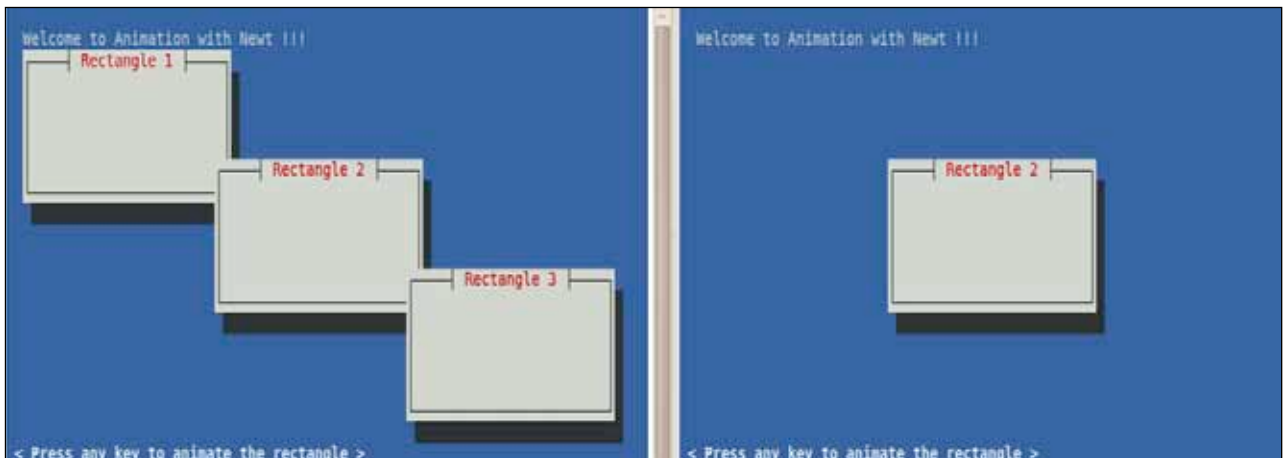 Welcome to Animation with Newt !!!
Rectangle 1
Rectangle 2
Rectangle 3
< Press any key to animate the rectangle >
Welcome to Animation with Newt !!!
Rectangle 2
< Press any key to animate the rectangle >